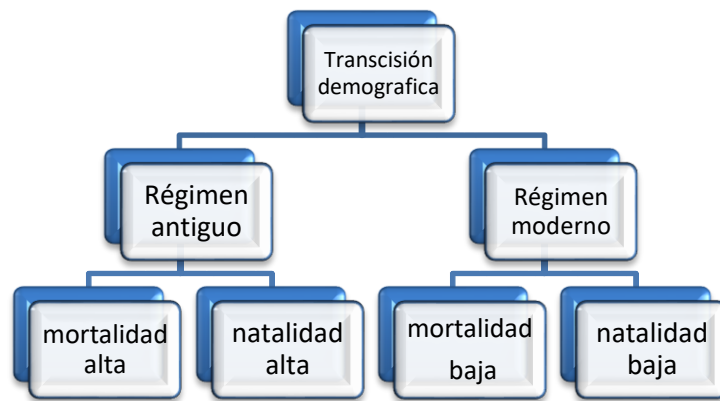 Transcisión
demografica
Régimen
antiguo
Régimen
moderno
mortalidad
alta
natalidad
alta
mortalidad
baja
natalidad
baja